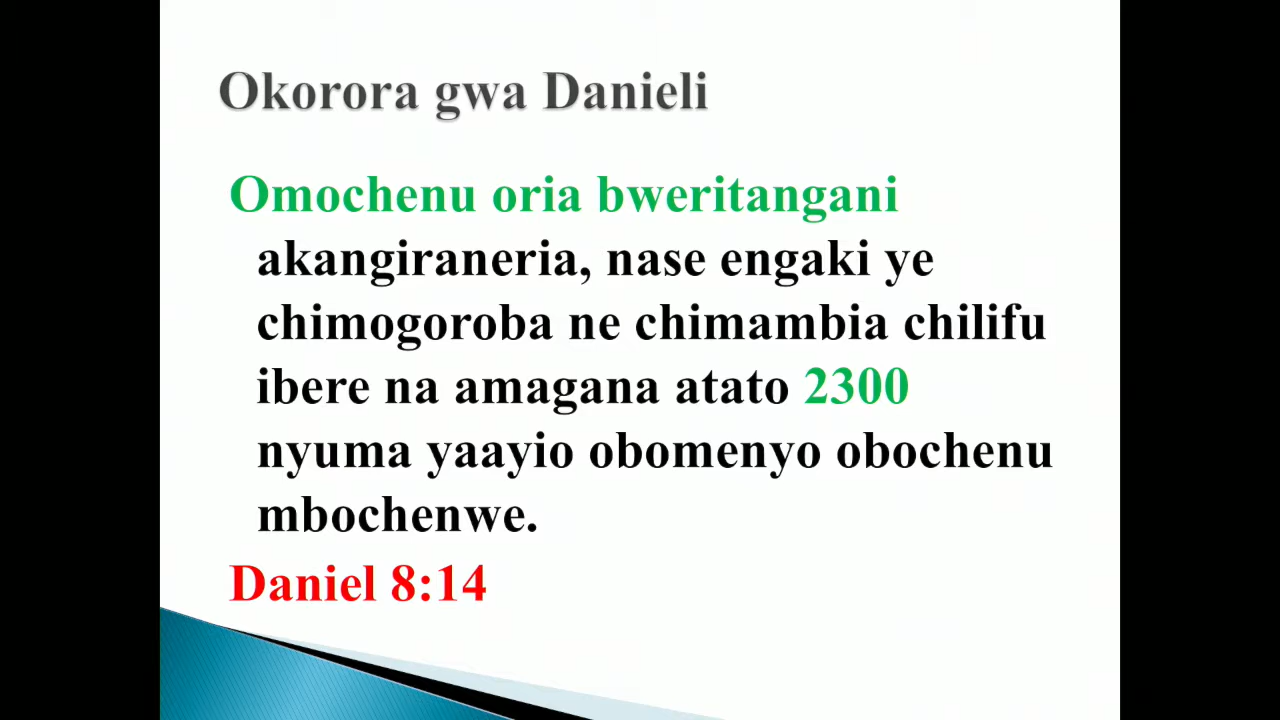 Okorora gwa Danieli
Omochenu oria bweritangani
akangiraneria, nase engaki ye
chimogoroba ne chimambia chilifu
ibere na amagana atato 2300
nyuma yaayio obomenyo obochenu
mbochenwe.
Daniel 8:14